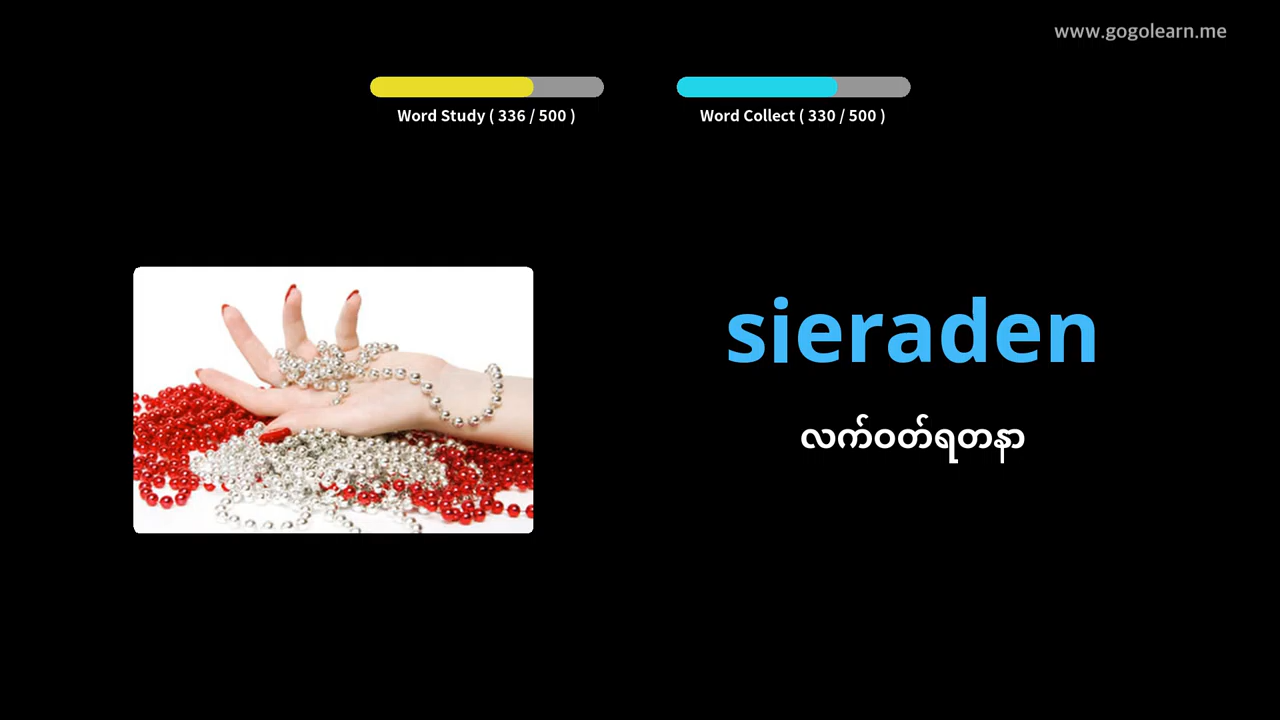 www.gogolearn.me
Word Study ( 336 / 500 )
Word Collect ( 330 / 500 )
sieraden
လက်ဝတ်ရတနာ